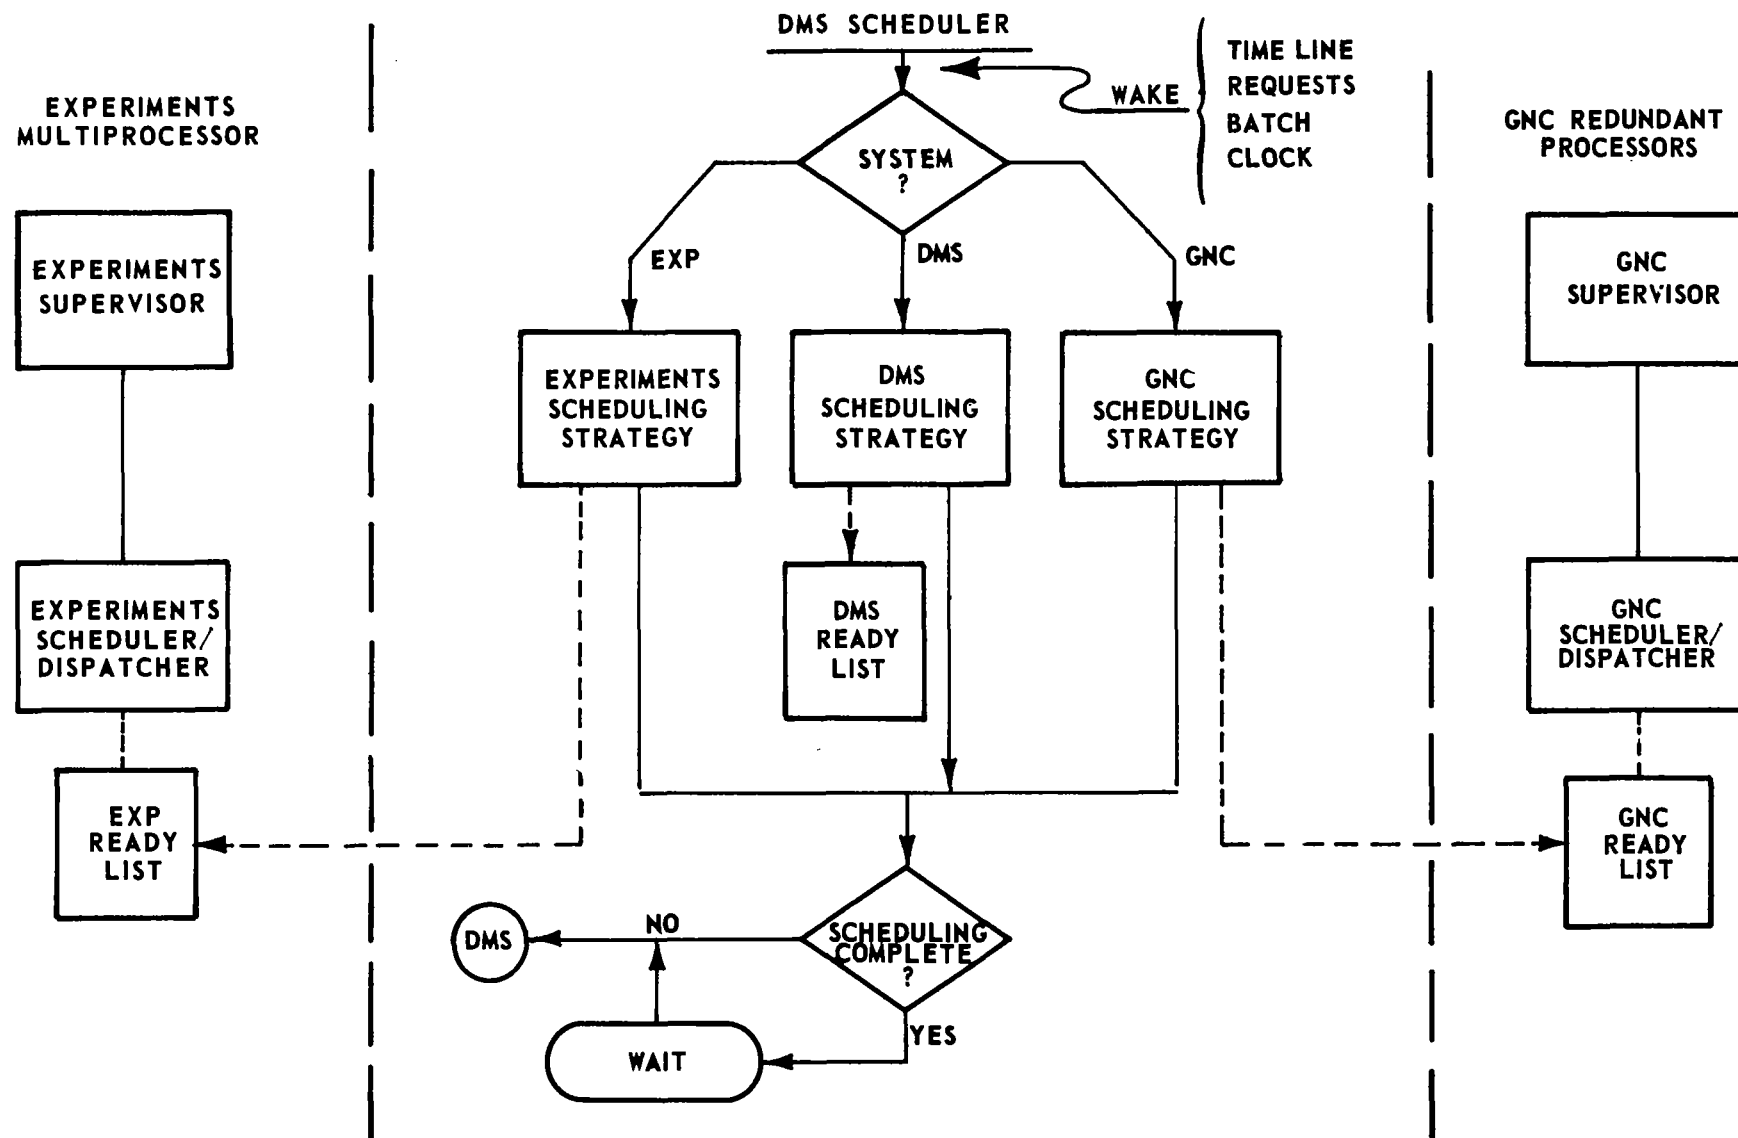 DMS SCHEDULER
TIME LINE
REQUESTS
BATCH
CLOCK
WAKE
EXPERIMENTS
MULTIPROCESSOR
GNC REDUNDANT
PROCESSORS
SYSTEM
?
EXP
DMS
GNC
EXPERIMENTS
SUPERVISOR
GNC
SUPERVISOR
EXPERIMENTS
SCHEDULING
STRATEGY
DMS
SCHEDULING
STRATEGY
GNC
SCHEDULING
STRATEGY
EXPERIMENTS
SCHEDULER/
DISPATCHER
DMS
READY
LIST
GNC
SCHEDULER/
DISPATCHER
EXP
READY
LIST
GNC
READY
LIST
SCHEDULING
COMPLETE
?
NO
DMS
YES
WAIT